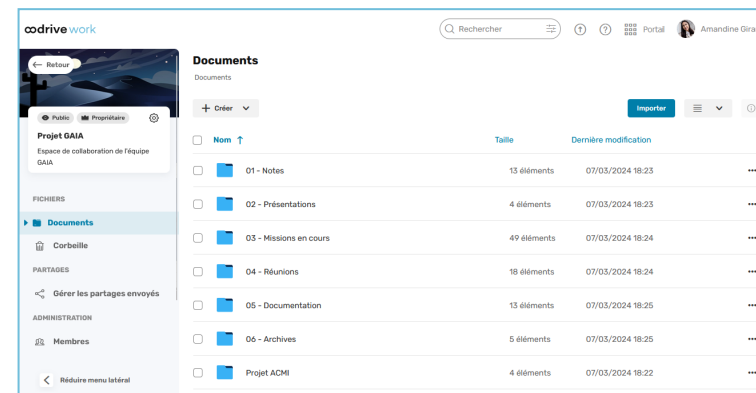 oodrive work
Rechercher
Portal
Amandine Gira
Retour
Public
Propriétaire
Projet GAIA
Espace de collaboration de l'équipe
GAIA
FICHIERS
Documents
Corbeille
PARTAGES
Gérer les partages envoyés
ADMINISTRATION
Membres
Réduire menu latéral
Documents
Documents
Créer
Importer
Nom Taille Dernière modification
01 - Notes 13 éléments 07/03/2024 18:23
02 - Présentations 4 éléments 07/03/2024 18:23
03 - Missions en cours 49 éléments 07/03/2024 18:24
04 - Réunions 18 éléments 07/03/2024 18:24
05 - Documentation 13 éléments 07/03/2024 18:25
06 - Archives 5 éléments 07/03/2024 18:25
Projet ACMI 4 éléments 07/03/2024 18:22